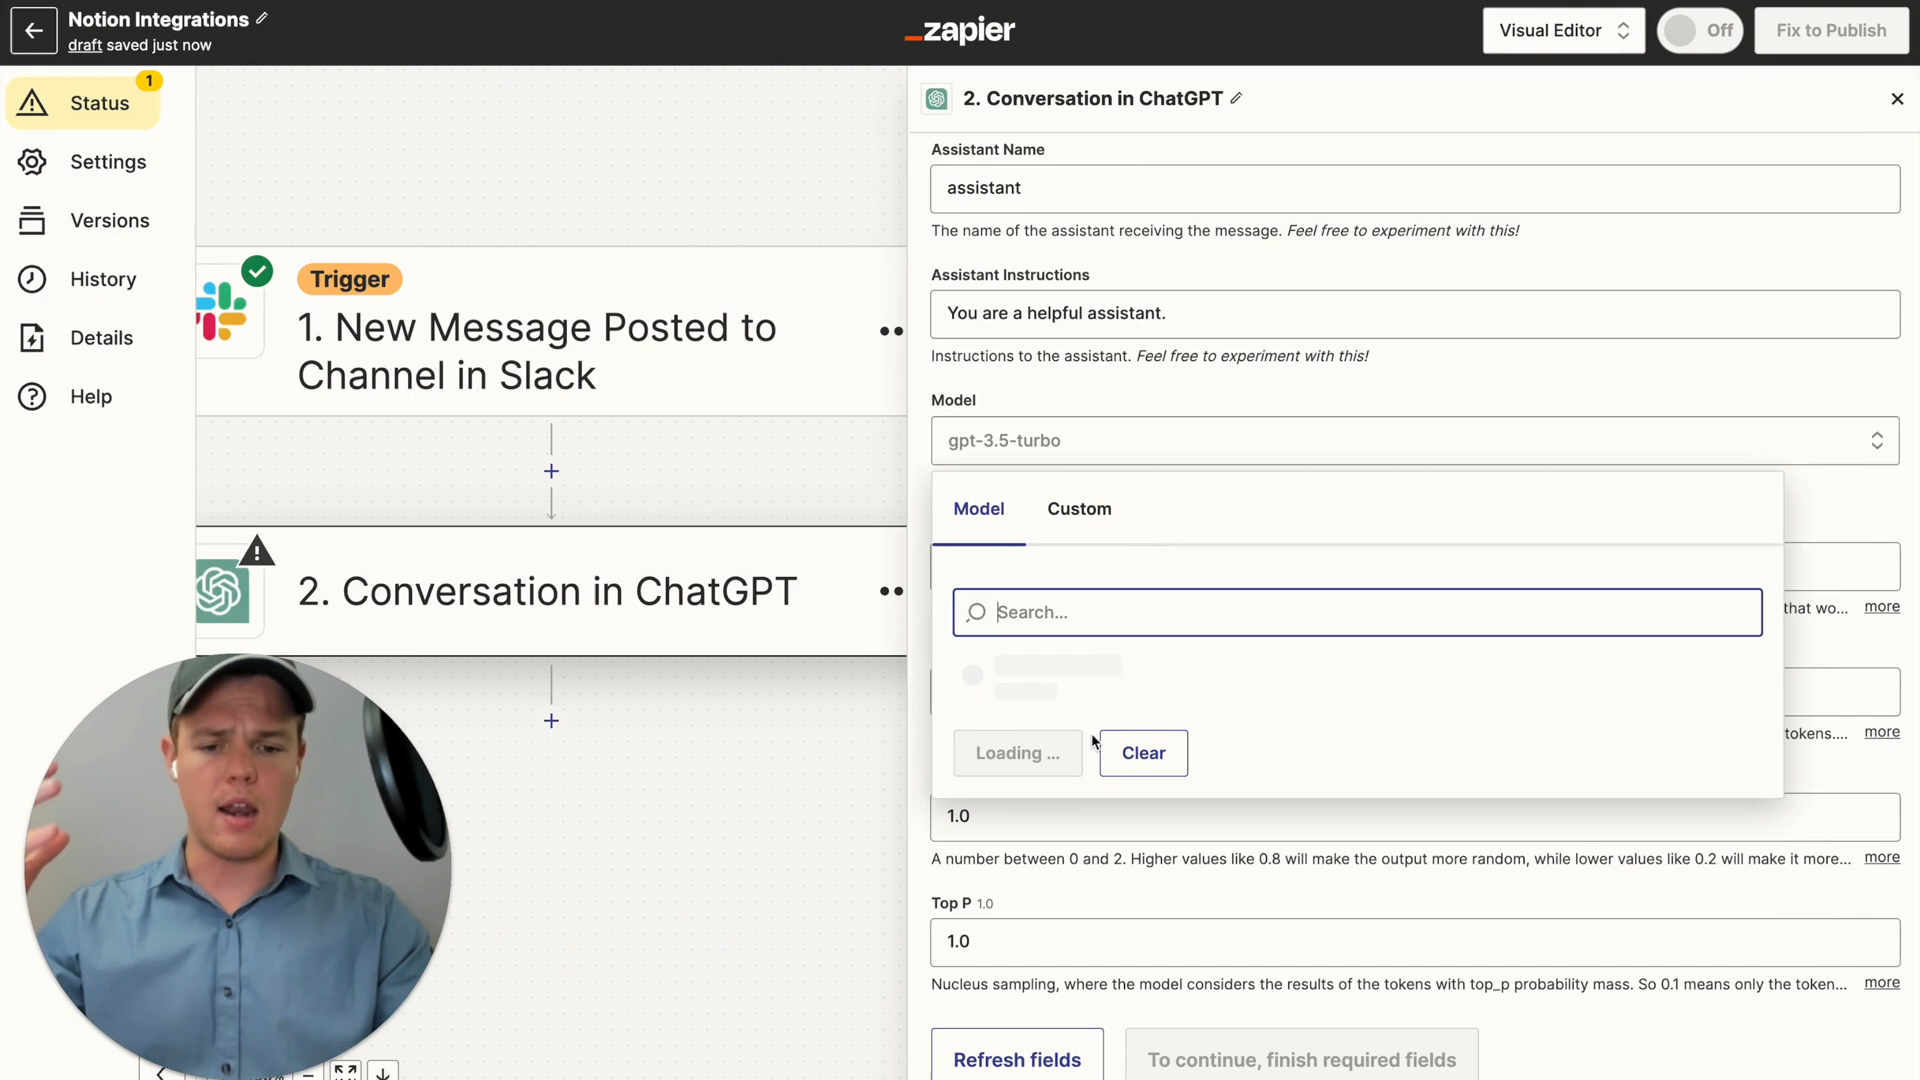 Notion Integrations
draft saved just now
zapier
Visual Editor
Off
Fix to Publish
1
Status
Settings
Versions
History
Details
Help
Trigger
1. New Message Posted to
Channel in Slack
2. Conversation in ChatGPT
2. Conversation in ChatGPT
Assistant Name
assistant
The name of the assistant receiving the message. Feel free to experiment with this!
Assistant Instructions
You are a helpful assistant.
Instructions to the assistant. Feel free to experiment with this!
Model
gpt-3.5-turbo
Model Custom
Search...
that wo... more
tokens.... more
Loading ...
Clear
1.0
A number between 0 and 2. Higher values like 0.8 will make the output more random, while lower values like 0.2 will make it more... more
Top P 1.0
1.0
Nucleus sampling, where the model considers the results of the tokens with top_p probability mass. So 0.1 means only the token... more
Refresh fields
To continue, finish required fields